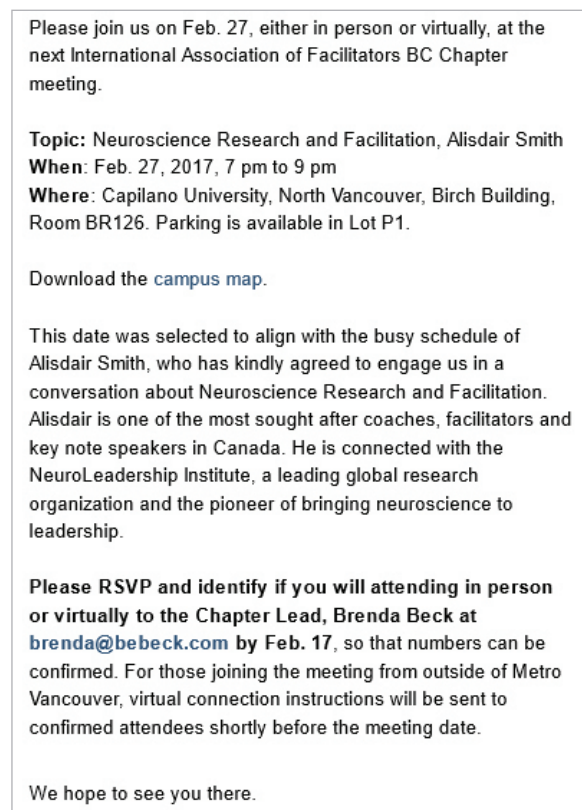 Please join us on Feb. 27, either in person or virtually, at the
next International Association of Facilitators BC Chapter
meeting.
Topic: Neuroscience Research and Facilitation, Alisdair Smith
When: Feb. 27, 2017, 7 pm to 9 pm
Where: Capilano University, North Vancouver, Birch Building,
Room BR126. Parking is available in Lot P1.
Download the campus map.
This date was selected to align with the busy schedule of
Alisdair Smith, who has kindly agreed to engage us in a
conversation about Neuroscience Research and Facilitation.
Alisdair is one of the most sought after coaches, facilitators and
key note speakers in Canada. He is connected with the
NeuroLeadership Institute, a leading global research
organization and the pioneer of bringing neuroscience to
leadership.
Please RSVP and identify if you will attending in person
or virtually to the Chapter Lead, Brenda Beck at
brenda@bebeck.com by Feb. 17, so that numbers can be
confirmed. For those joining the meeting from outside of Metro
Vancouver, virtual connection instructions will be sent to
confirmed attendees shortly before the meeting date.
We hope to see you there.